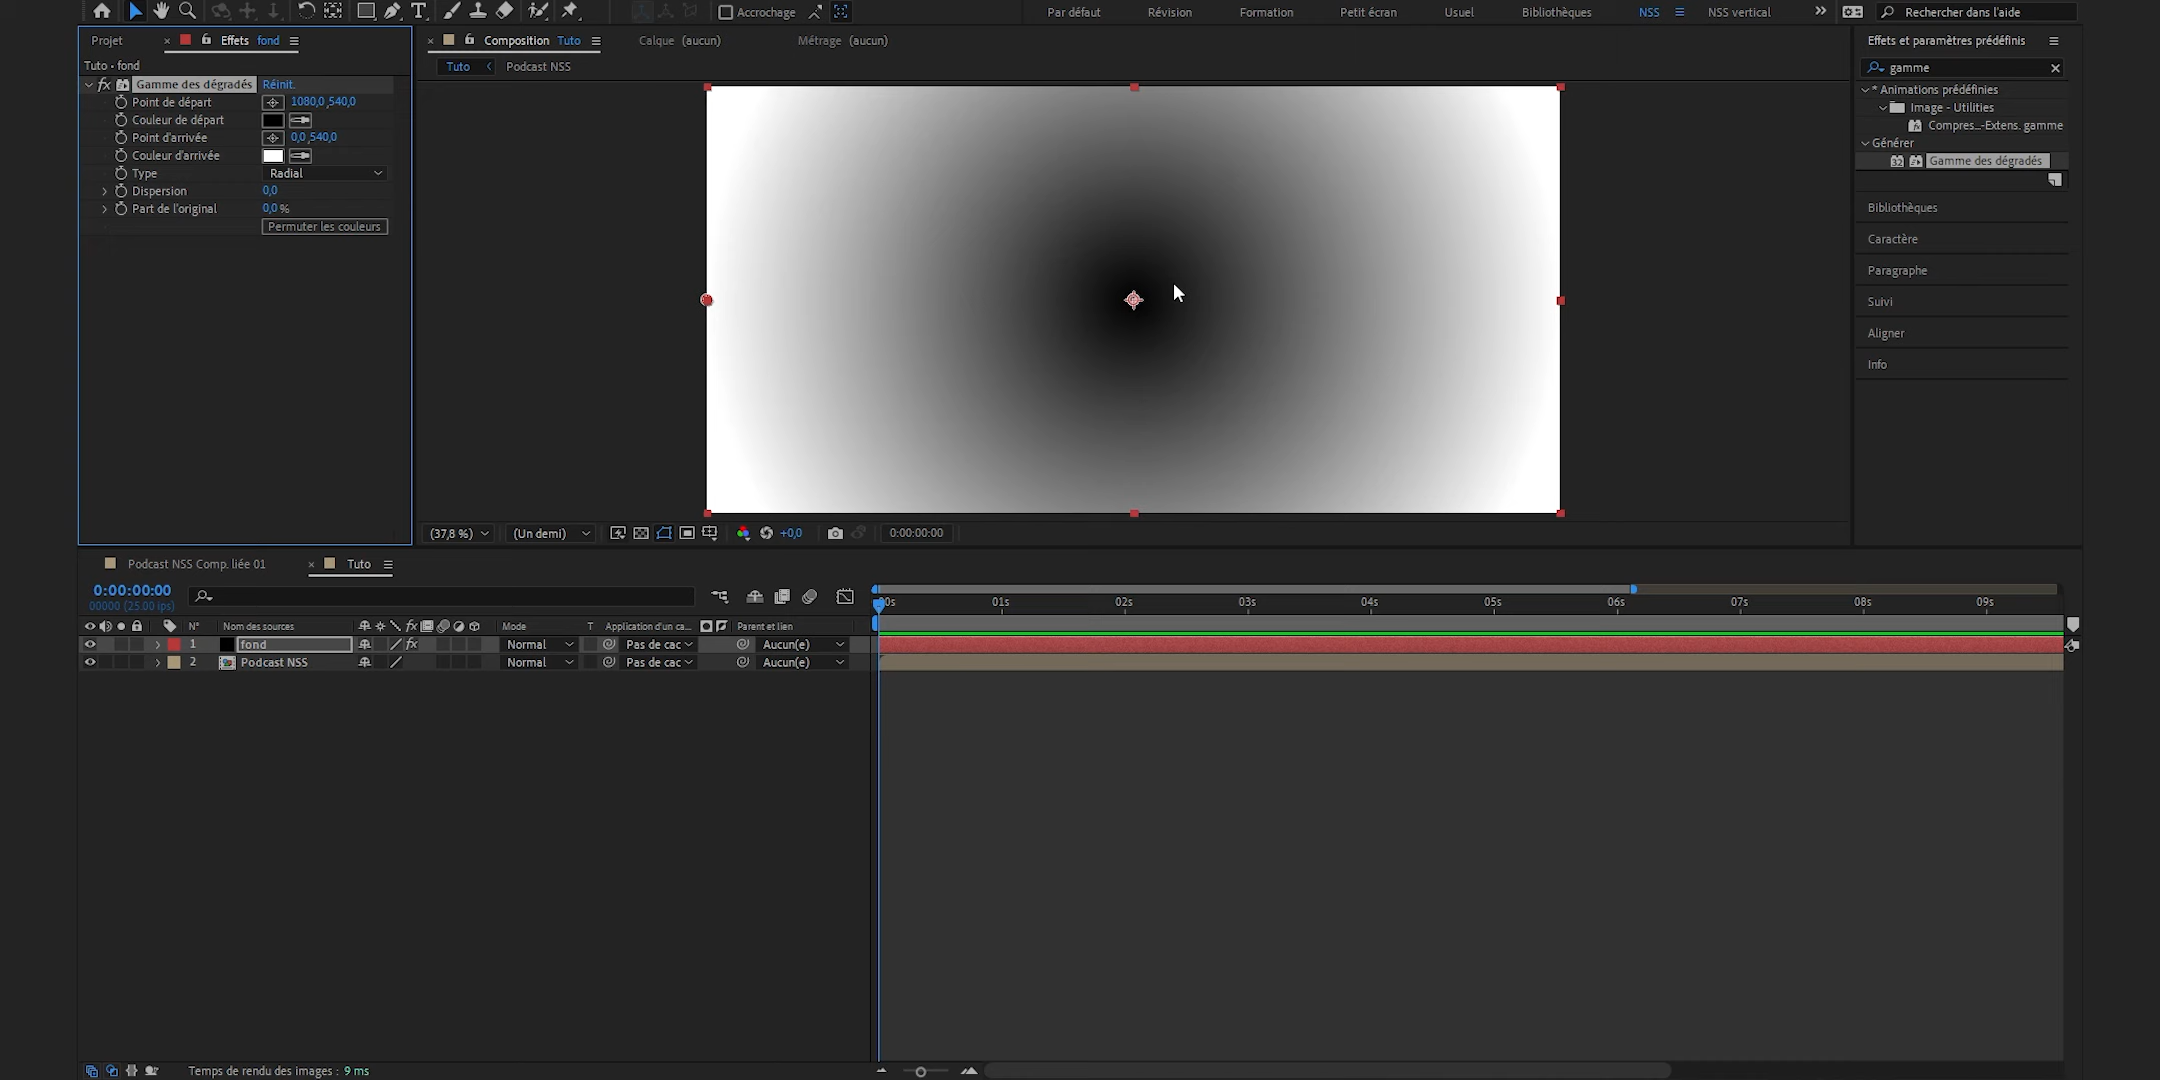 Accrochage
Par défaut
Révision
Formation
Petit écran
Usuel
Bibliothèques
NSS
NSS vertical
Rechercher dans l'aide
Projet
Effets fond
Composition Tuto
Calque (aucun)
Métrage (aucun)
Effets et paramètres prédéfinis
Tuto • fond
Tuto
Podcast NSS
gamme
fx Gamme des dégradés Réinit.
Point de départ 1080,0 ,540,0
Couleur de départ
Point d'arrivée 0,0 ,540,0
Couleur d'arrivée
Type Radial
Dispersion 0,0
Part de l'original 0,0 %
Permuter les couleurs
* Animations prédéfinies
Image - Utilities
Compres...-Extens. gamme
Générer
32 Gamme des dégradés
Bibliothèques
Caractère
Paragraphe
Suivi
Aligner
Info
(37,8 %) (Un demi) +0,0 0:00:00:00
Podcast NSS Comp. liée 01
Tuto
0:00:00:00
00000 (25.00 ips)
00s 01s 02s 03s 04s 05s 06s 07s 08s 09s
N° Nom des sources fx Mode T Application d'un ca... Parent et lien
1 fond fx Normal Pas de cac Aucun(e)
2 Podcast NSS Normal Pas de cac Aucun(e)
Temps de rendu des images : 9 ms